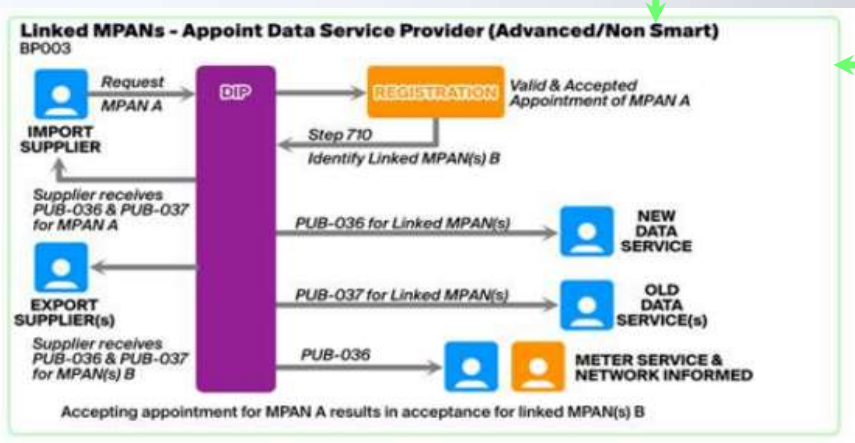 Linked MPANs - Appoint Data Service Provider (Advanced/Non Smart)
BP003
Request
MPAN A
IMPORT
SUPPLIER
DIP
REGISTRATION
Valid & Accepted
Appointment of MPAN A
Step 710
Identify Linked MPAN(s) B
Supplier receives
PUB-036 & PUB-037
for MPAN A
PUB-036 for Linked MPAN(s)
NEW
DATA
SERVICE
EXPORT
SUPPLIER(s)
PUB-037 for Linked MPAN(s)
OLD
DATA
SERVICE(s)
Supplier receives
PUB-036 & PUB-037
for MPAN(s) B
PUB-036
METER SERVICE &
NETWORK INFORMED
Accepting appointment for MPAN A results in acceptance for linked MPAN(s) B